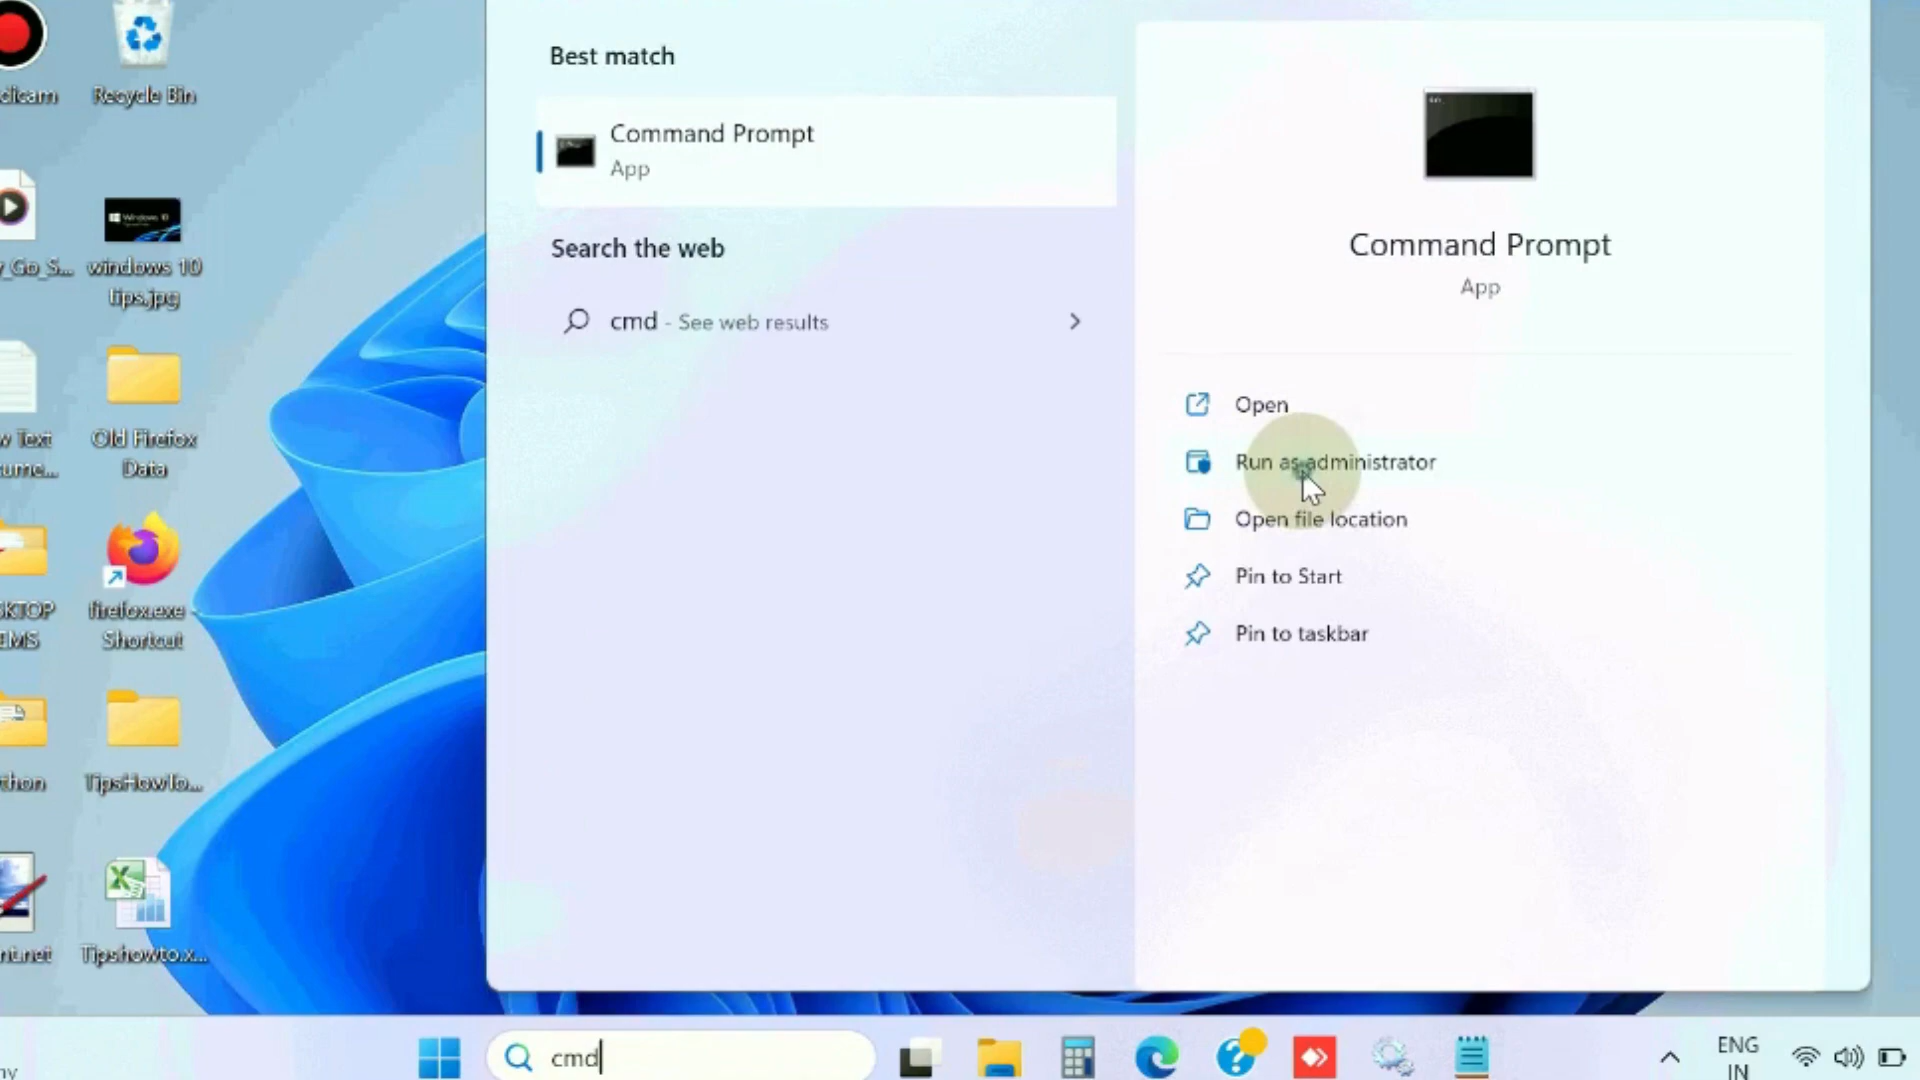 Best match
Command Prompt
App
Search the web
cmd - See web results
Command Prompt
App
Open
Run as administrator
Open file location
Pin to Start
Pin to taskbar
Recycle Bin
windows 10
tips.jpg
Old Firefox
Data
firefox.exe -
Shortcut
TipsHowTo...
Tipshowto.x...
cmd
ENG
IN